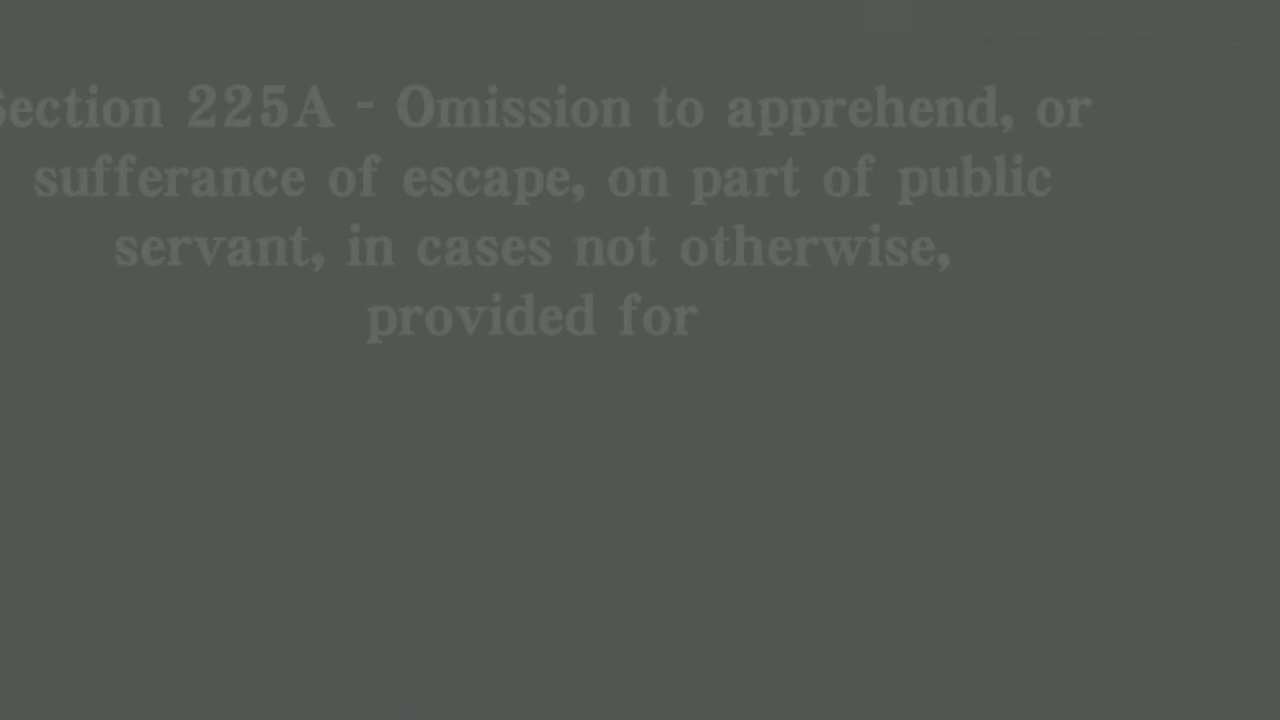 Section 225A - Omission to apprehend, or
sufferance of escape, on part of public
servant, in cases not otherwise,
provided for